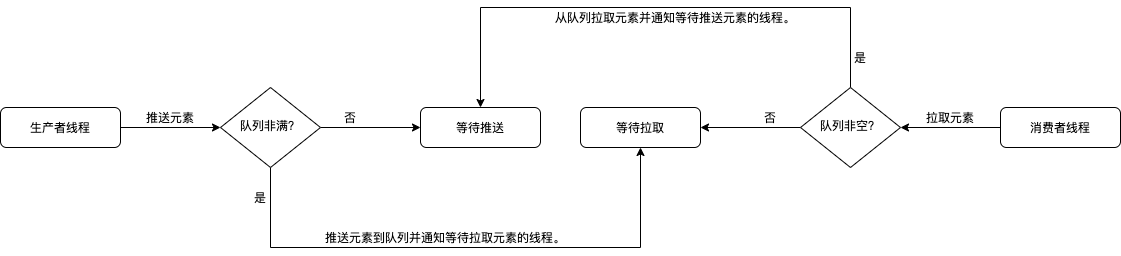 从队列拉取元素并通知等待推送元素的线程。
是
生产者线程
推送元素
队列非满?
否
等待推送
等待拉取
否
队列非空?
拉取元素
消费者线程
是
推送元素到队列并通知等待拉取元素的线程。